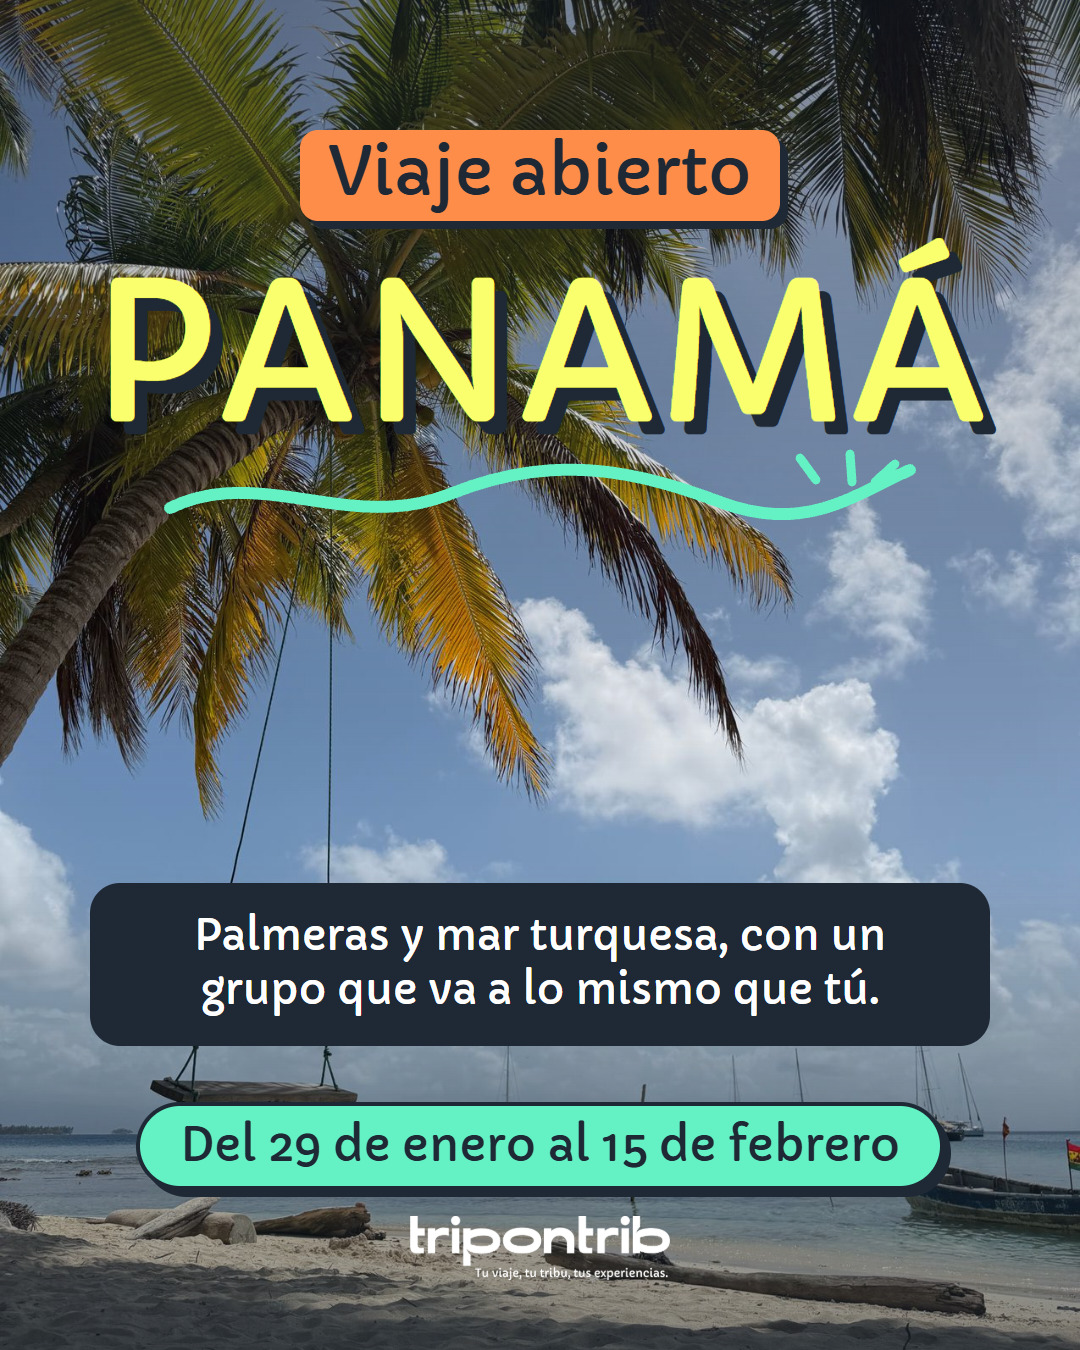 Viaje abierto
PANAMÁ
Palmeras y mar turquesa, con un
grupo que va a lo mismo que tú.
Del 29 de enero al 15 de febrero
tripontrib
Tu viaje, tu tribu, tus experiencias.